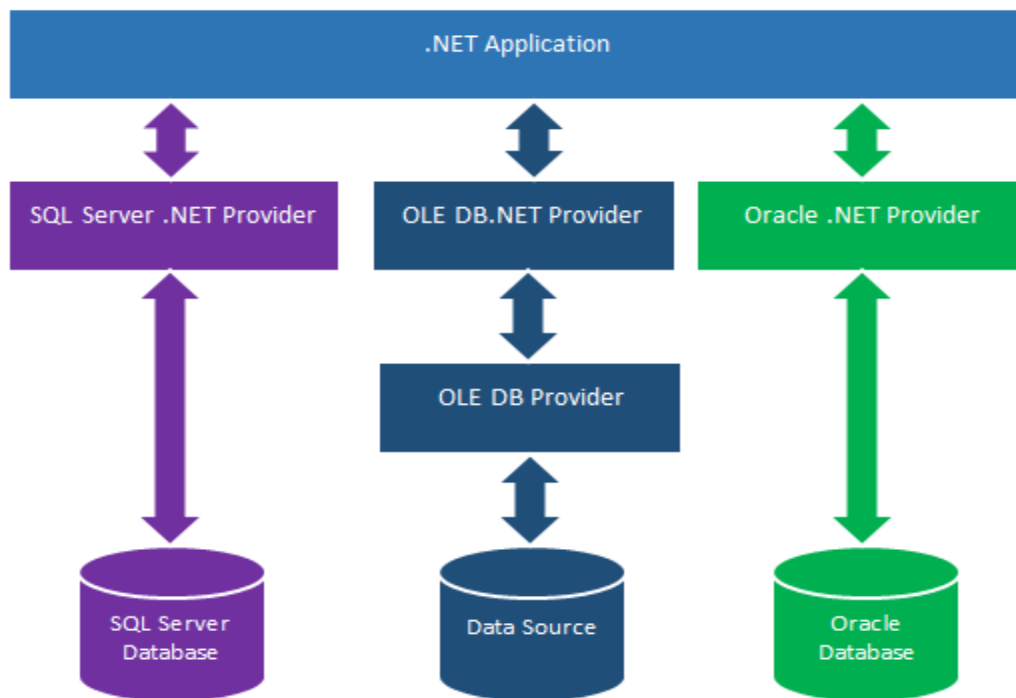 .NET Application
SQL Server .NET Provider
OLE DB.NET Provider
Oracle .NET Provider
OLE DB Provider
SQL Server
Database
Data Source
Oracle
Database